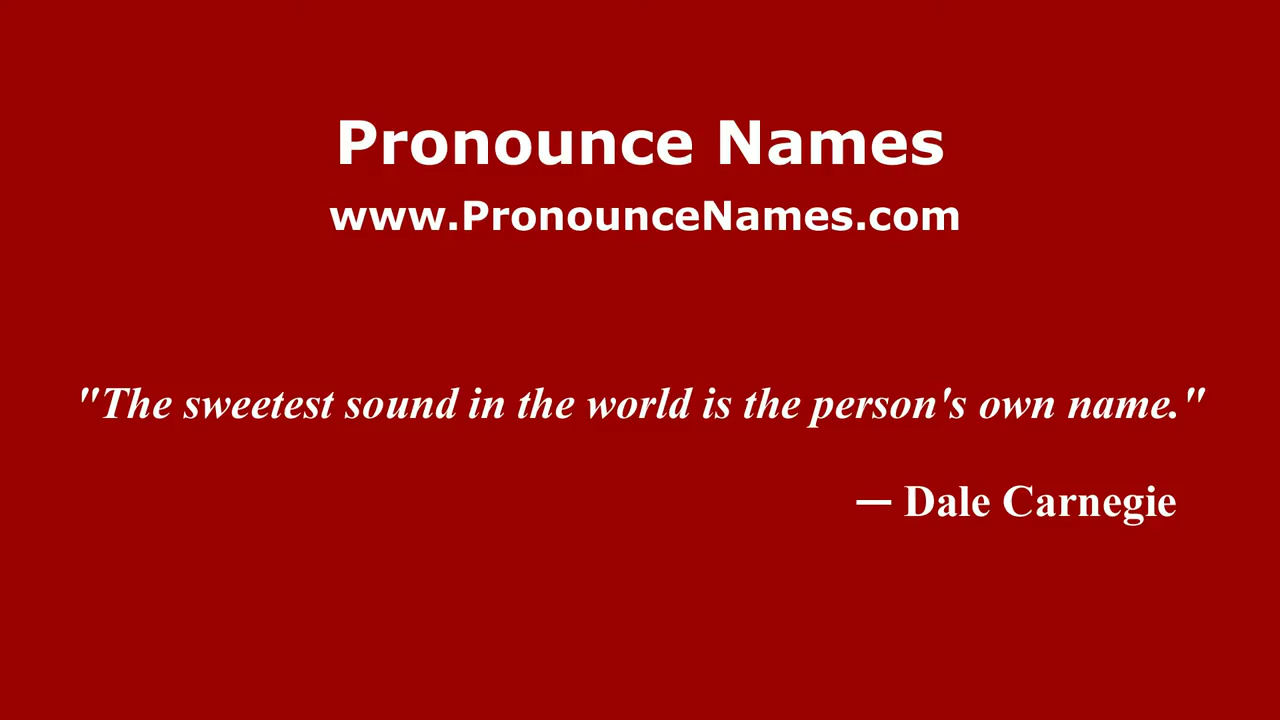 Pronounce Names
www.PronounceNames.com
"The sweetest sound in the world is the person's own name."
— Dale Carnegie